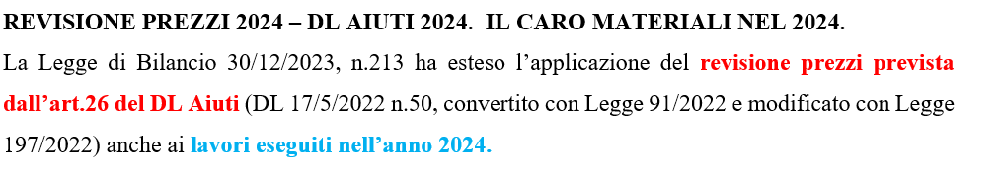 REVISIONE PREZZI 2024 – DL AIUTI 2024.  IL CARO MATERIALI NEL 2024.
La Legge di Bilancio 30/12/2023, n.213 ha esteso l’applicazione del revisione prezzi prevista
dall’art.26 del DL Aiuti (DL 17/5/2022 n.50, convertito con Legge 91/2022 e modificato con Legge
197/2022) anche ai lavori eseguiti nell’anno 2024.